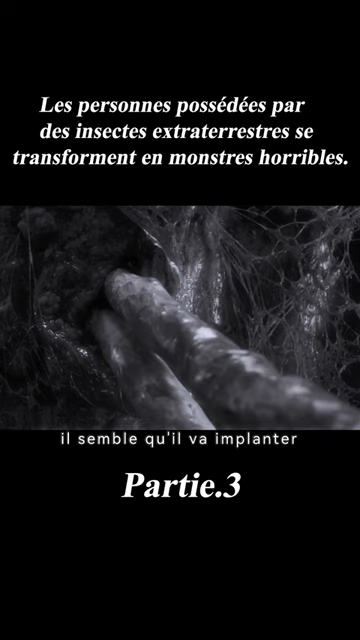 Les personnes possédées par
des insectes extraterrestres se
transforment en monstres horribles.
il semble qu'il va implanter
Partie.3